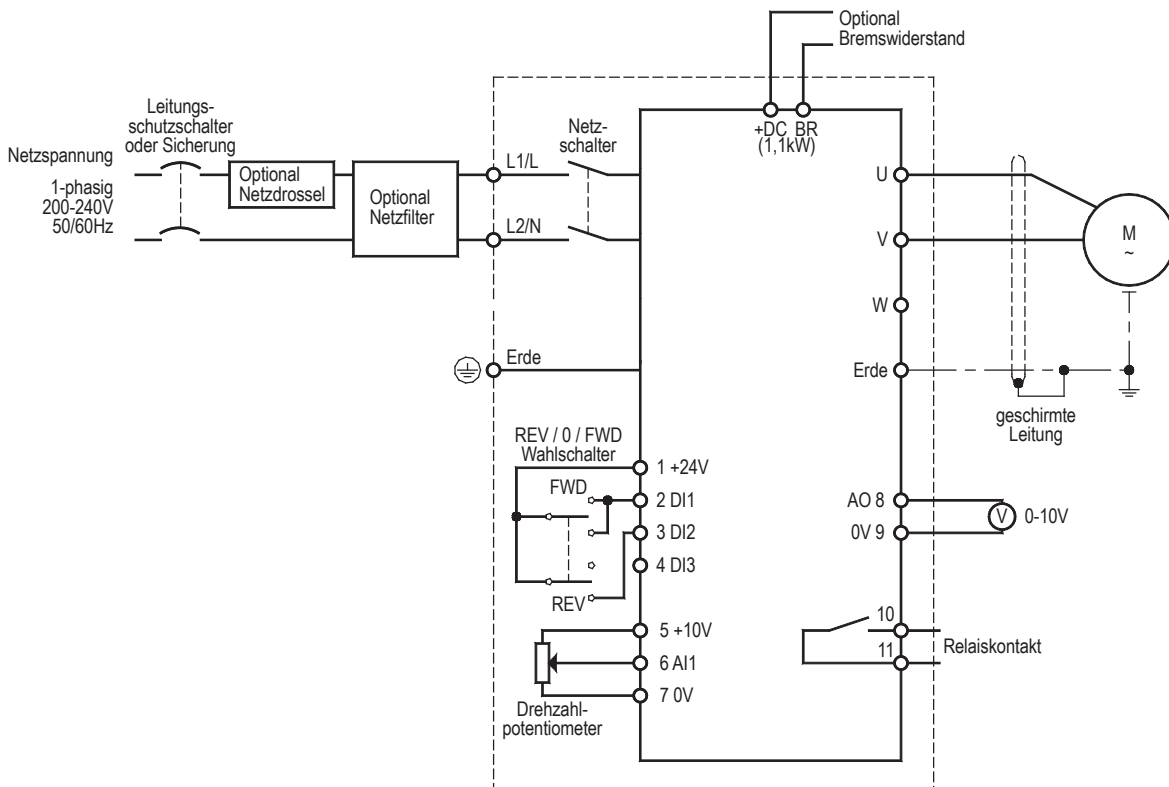 Optional
Bremswiderstand
Leitungs-
schutzschalter
oder Sicherung
Netz-
schalter
+DC BR
(1,1kW)
Netzspannung
1-phasig
200-240V
50/60Hz
Optional
Netzdrossel
Optional
Netzfilter
L1/L
L2/N
U
V
W
M
~
Erde
Erde
geschirmte
Leitung
REV / 0 / FWD
Wahlschalter
FWD
REV
1 +24V
2 DI1
3 DI2
4 DI3
5 +10V
6 AI1
7 0V
Drehzahl-
potentiometer
AO 8
0V 9
V
0-10V
10
11
Relaiskontakt